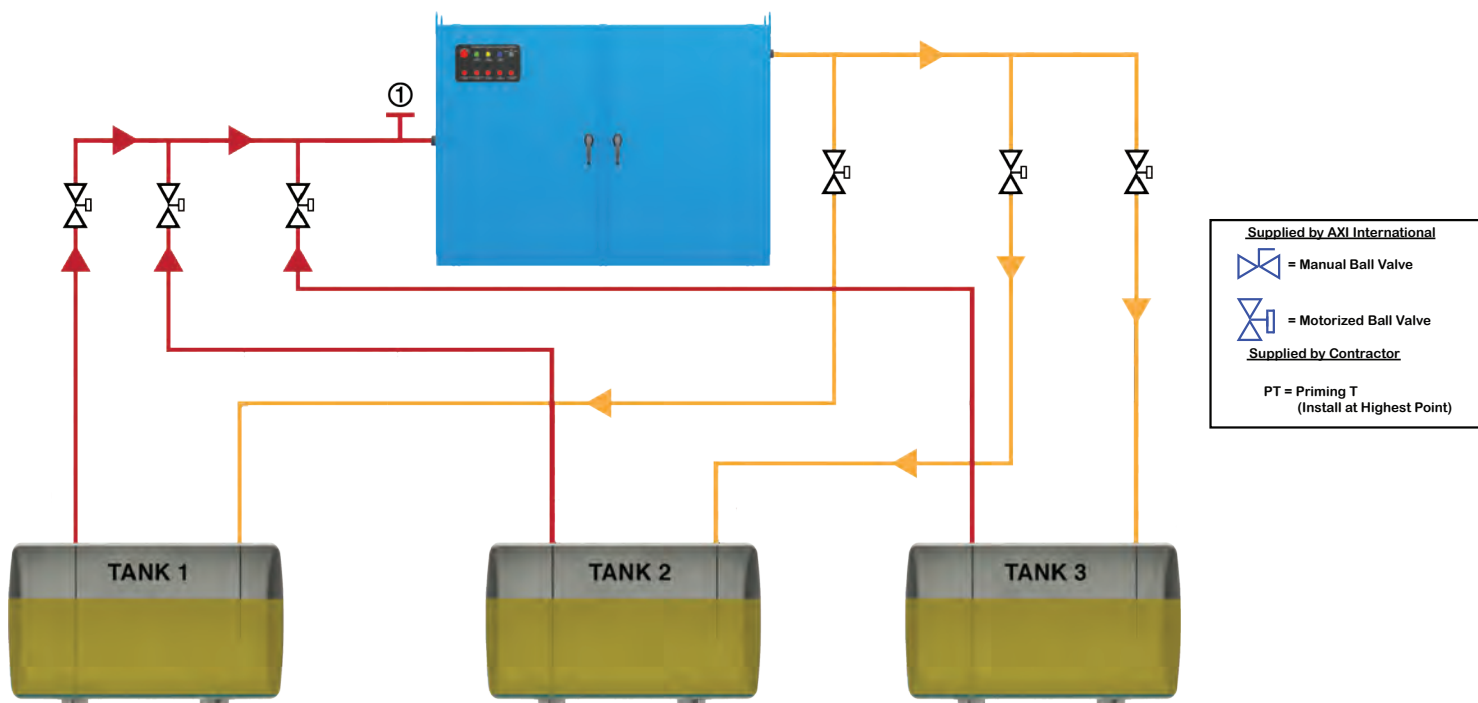 ①
Supplied by AXI International
= Manual Ball Valve
= Motorized Ball Valve
Supplied by Contractor
PT = Priming T
(Install at Highest Point)
TANK 1
TANK 2
TANK 3